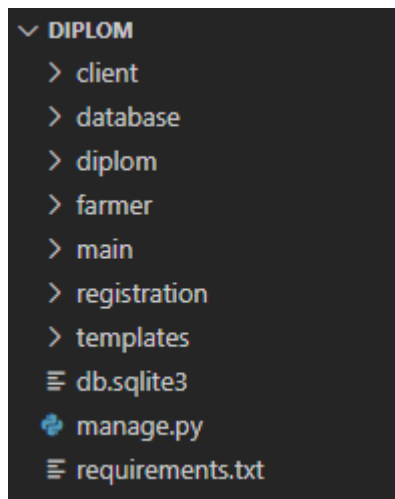 DIPLOM
client
database
diplom
farmer
main
registration
templates
db.sqlite3
manage.py
requirements.txt